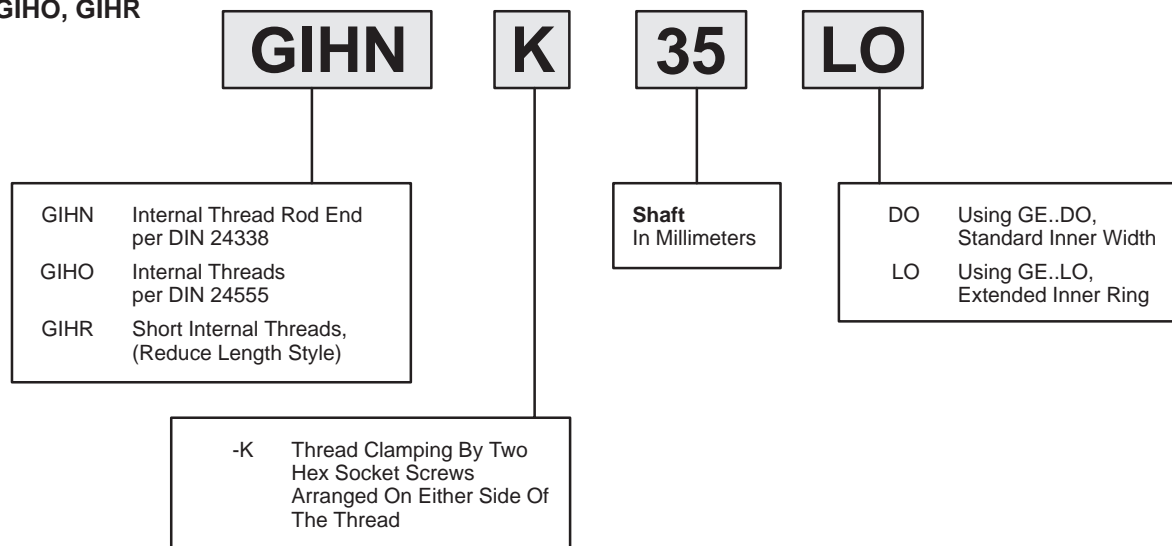 GIHO, GIHR
GIHN K 35 LO
GIHN Internal Thread Rod End
per DIN 24338
GIHO Internal Threads
per DIN 24555
GIHR Short Internal Threads,
(Reduce Length Style)
Shaft
In Millimeters
DO Using GE..DO,
Standard Inner Width
LO Using GE..LO,
Extended Inner Ring
-K Thread Clamping By Two
Hex Socket Screws
Arranged On Either Side Of
The Thread